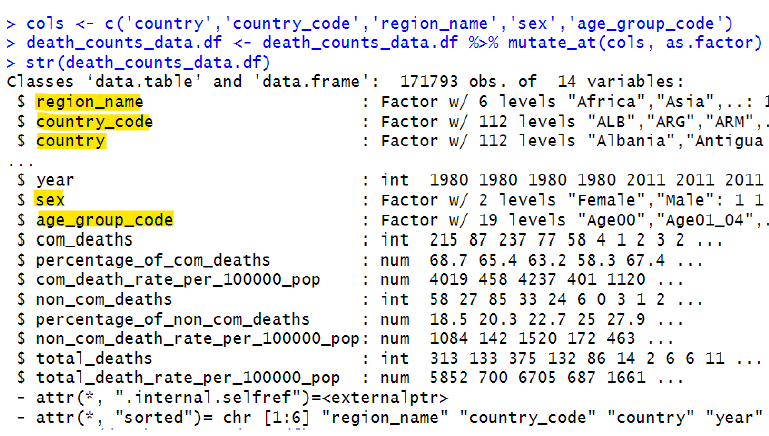 > cols <- c('country','country_code','region_name','sex','age_group_code')
> death_counts_data.df <- death_counts_data.df %>% mutate_at(cols, as.factor)
> str(death_counts_data.df)
Classes ‘data.table’ and 'data.frame':  171793 obs. of  14 variables:
 $ region_name                      : Factor w/ 6 levels "Africa","Asia",..: 1
 $ country_code                     : Factor w/ 112 levels "ALB","ARG","ARM",..
 $ country                          : Factor w/ 112 levels "Albania","Antigua
...
 $ year                             : int  1980 1980 1980 1980 2011 2011 2011
 $ sex                              : Factor w/ 2 levels "Female","Male": 1 1
 $ age_group_code                   : Factor w/ 19 levels "Age00","Age01_04",..
 $ com_deaths                       : int  215 87 237 77 58 4 1 2 3 2 ...
 $ percentage_of_com_deaths         : num  68.7 65.4 63.2 58.3 67.4 ...
 $ com_death_rate_per_100000_pop    : num  4019 458 4237 401 1120 ...
 $ non_com_deaths                   : int  58 27 85 33 24 6 0 3 1 2 ...
 $ percentage_of_non_com_deaths     : num  18.5 20.3 22.7 25 27.9 ...
 $ non_com_death_rate_per_100000_pop: num  1084 142 1520 172 463 ...
 $ total_deaths                     : int  313 133 375 132 86 14 2 6 6 11 ...
 $ total_death_rate_per_100000_pop  : num  5852 700 6705 687 1661 ...
 - attr(*, ".internal.selfref")=<externalptr>
 - attr(*, "sorted")= chr [1:6] "region_name" "country_code" "country" "year"